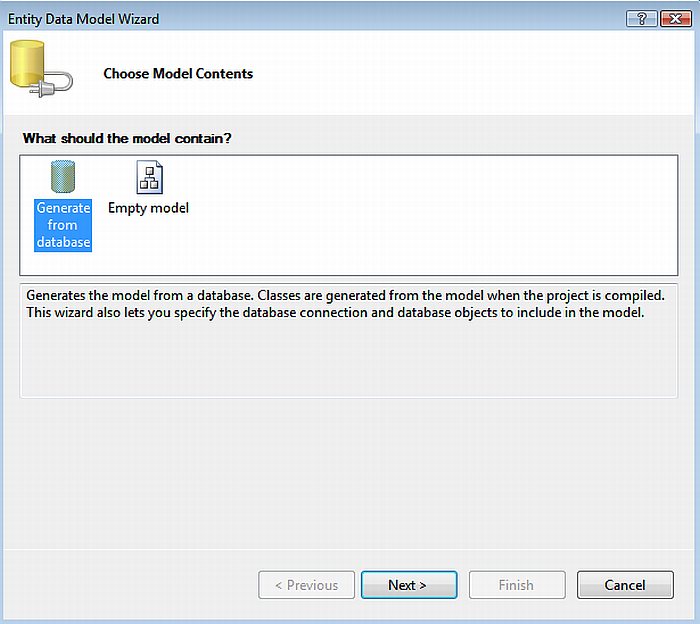 Entity Data Model Wizard
?
X
Choose Model Contents
What should the model contain?
Generate
from
database
Empty model
Generates the model from a database. Classes are generated from the model when the project is compiled.
This wizard also lets you specify the database connection and database objects to include in the model.
< Previous
Next >
Finish
Cancel